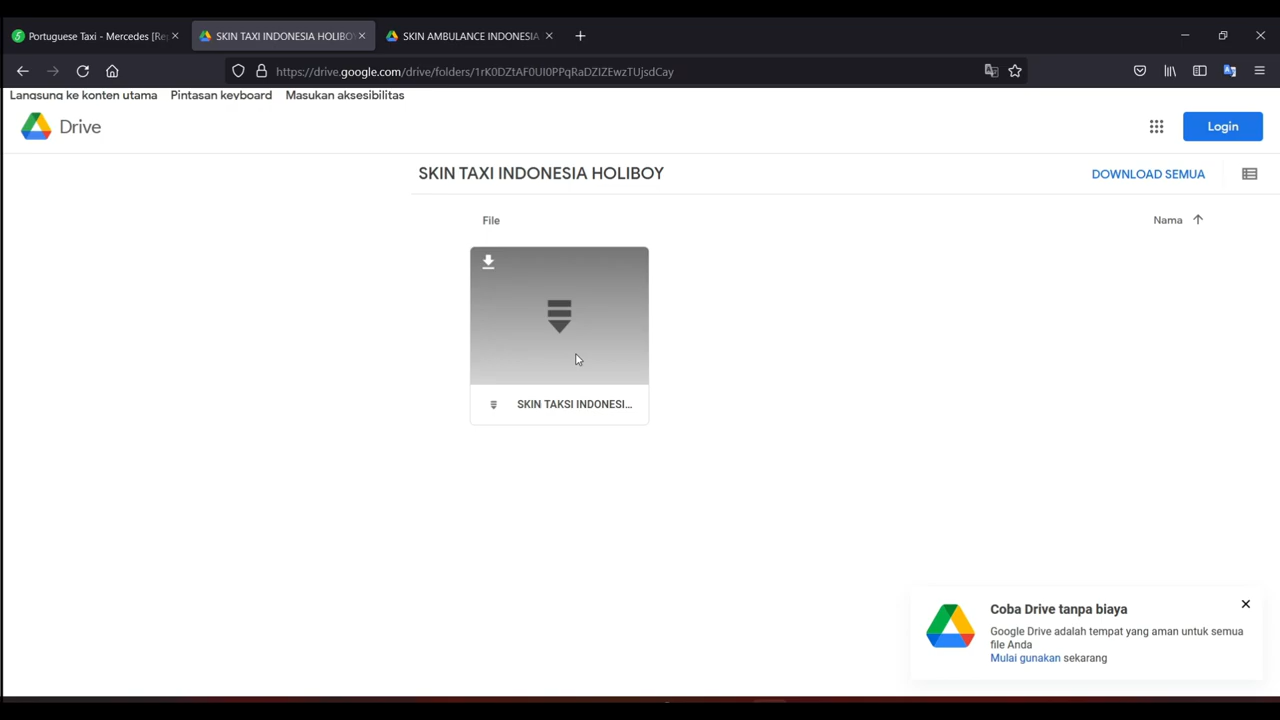 Portuguese Taxi - Mercedes [Rep
SKIN TAXI INDONESIA HOLIBOY
SKIN AMBULANCE INDONESIA
https://drive.google.com/drive/folders/1rK0DZtAF0UI0PPqRaDZIZEwzTUjsdCay
Langsung ke konten utama Pintasan keyboard Masukan aksesibilitas
Drive
Login
SKIN TAXI INDONESIA HOLIBOY
DOWNLOAD SEMUA
File
Nama
SKIN TAKSI INDONESI...
Coba Drive tanpa biaya
Google Drive adalah tempat yang aman untuk semua
file Anda
Mulai gunakan sekarang